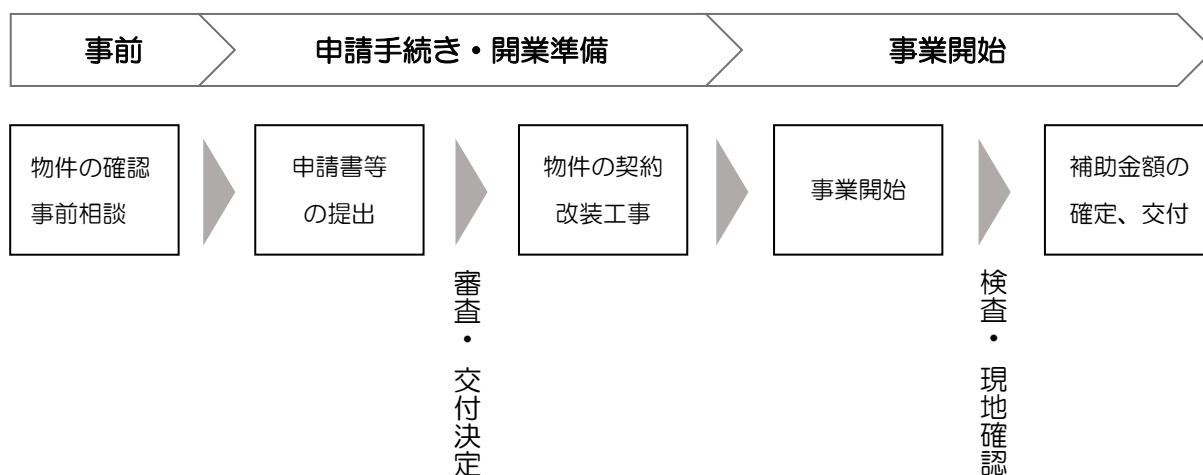 事前
申請手続き・開業準備
事業開始
物件の確認
事前相談
申請書等
の提出
審査・交付決定
物件の契約
改装工事
事業開始
検査・現地確認
補助金額の
確定、交付